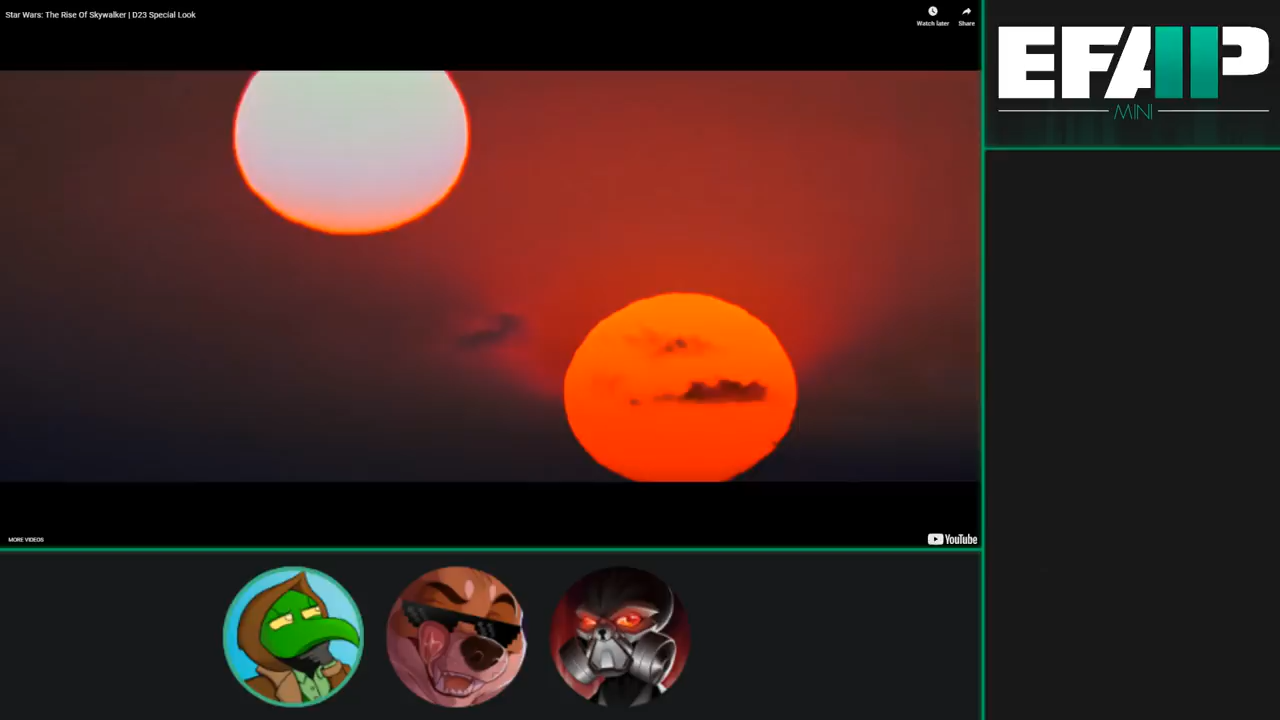 Star Wars: The Rise Of Skywalker | D23 Special Look
Watch later
Share
EFAP
MINI
MORE VIDEOS
YouTube